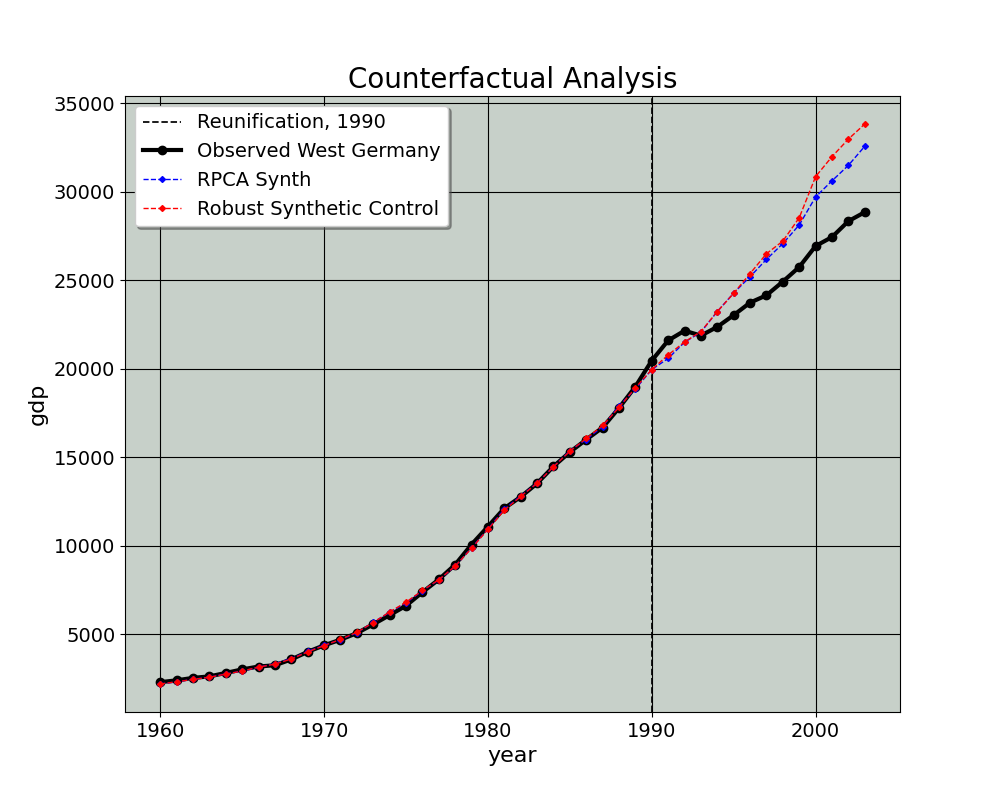 Counterfactual Analysis
35000
30000
25000
20000
15000
10000
5000
gdp
Reunification, 1990
Observed West Germany
RPCA Synth
Robust Synthetic Control
1960 1970 1980 1990 2000
year